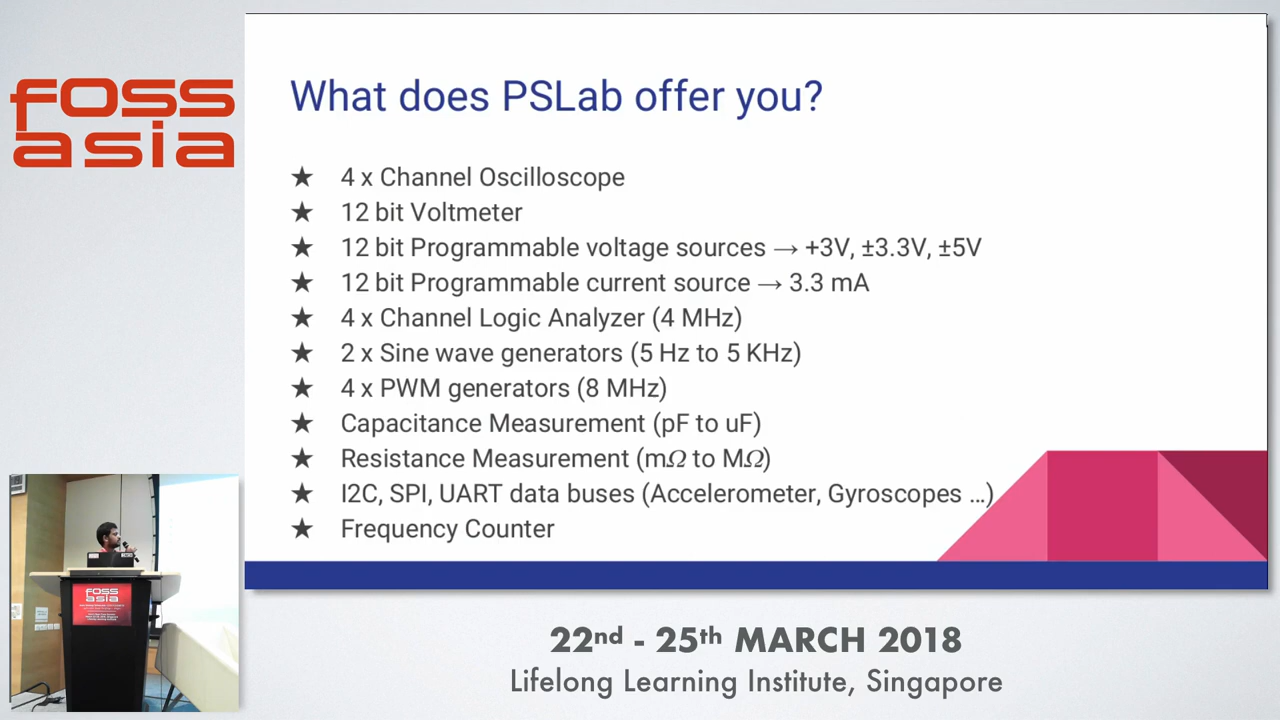 FOSS
asia
What does PSLab offer you?
★ 4 x Channel Oscilloscope
★ 12 bit Voltmeter
★ 12 bit Programmable voltage sources → +3V, ±3.3V, ±5V
★ 12 bit Programmable current source → 3.3 mA
★ 4 x Channel Logic Analyzer (4 MHz)
★ 2 x Sine wave generators (5 Hz to 5 KHz)
★ 4 x PWM generators (8 MHz)
★ Capacitance Measurement (pF to uF)
★ Resistance Measurement (mΩ to MΩ)
★ I2C, SPI, UART data buses (Accelerometer, Gyroscopes ...)
★ Frequency Counter
FOSS
asia
22nd - 25th MARCH 2018
Lifelong Learning Institute, Singapore